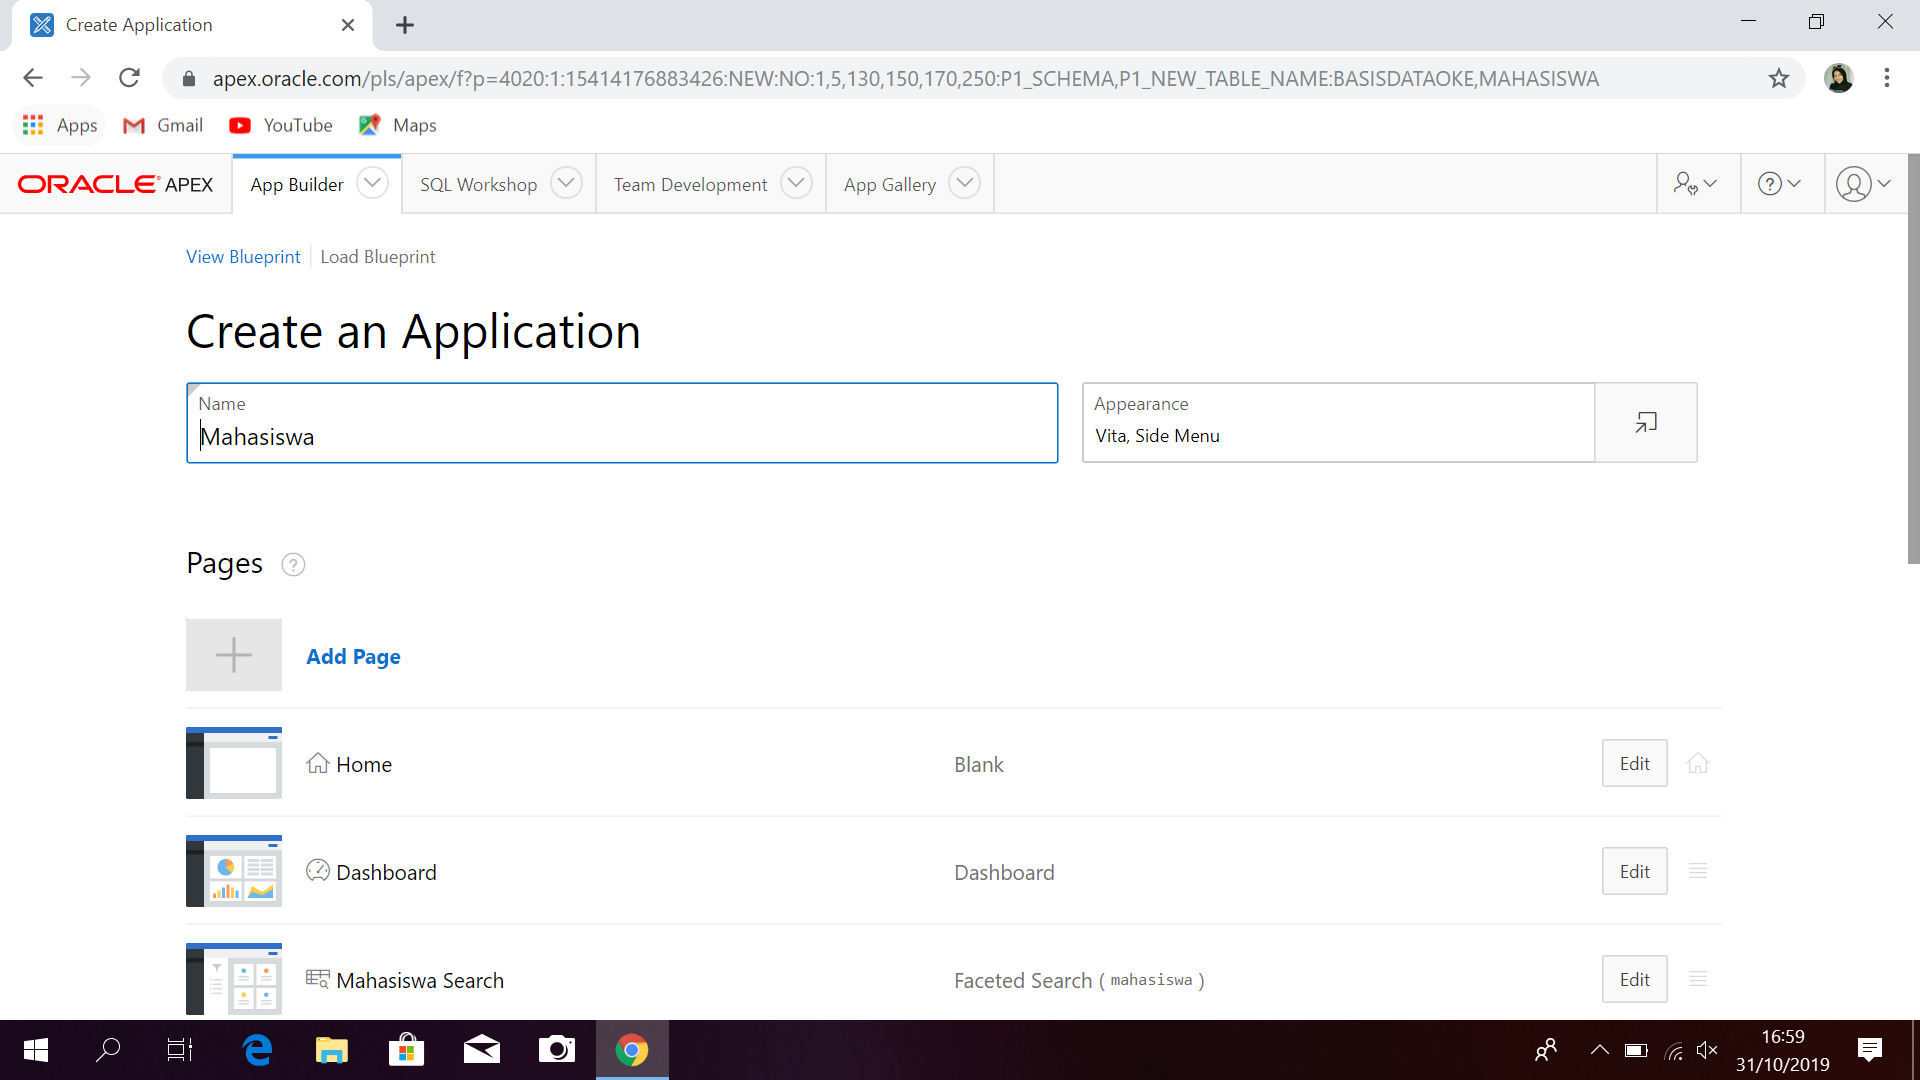 Create Application
apex.oracle.com/pls/apex/f?p=4020:1:15414176883426:NEW:NO:1,5,130,150,170,250:P1_SCHEMA,P1_NEW_TABLE_NAME:BASISDATAOKE,MAHASISWA
Apps Gmail YouTube Maps
ORACLE APEX App Builder SQL Workshop Team Development App Gallery
View Blueprint Load Blueprint
Create an Application
Name
Mahasiswa
Appearance
Vita, Side Menu
Pages ?
Add Page
Home Blank Edit
Dashboard Dashboard Edit
Mahasiswa Search Faceted Search ( mahasiswa ) Edit
16:59
31/10/2019